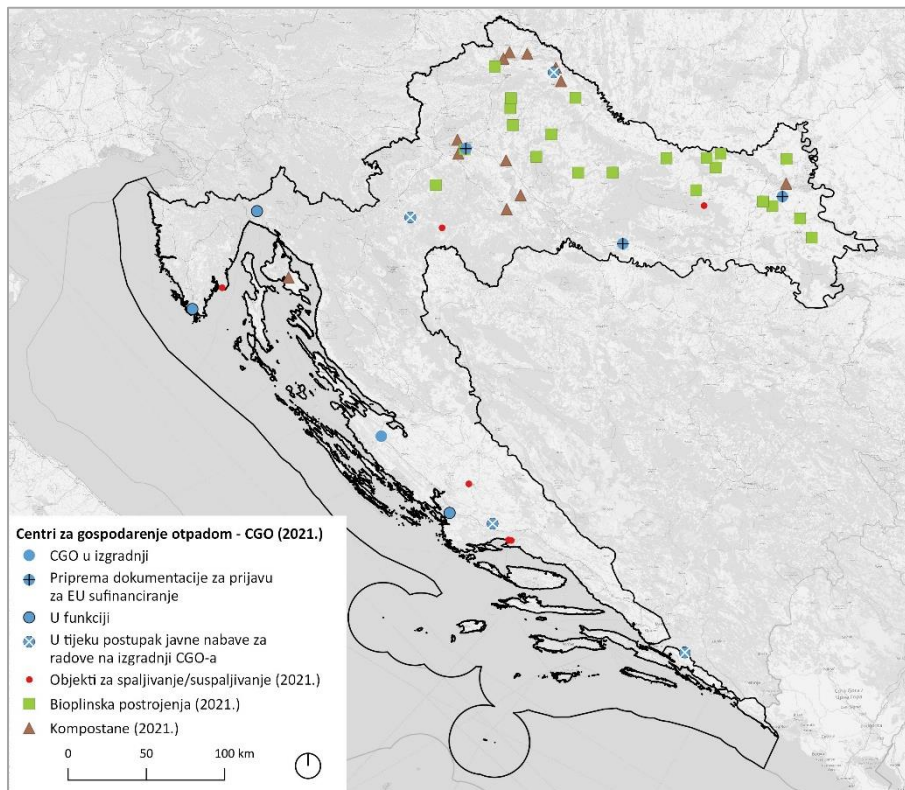 Centri za gospodarenje otpadom - CGO (2021.)
CGO u izgradnji
Priprema dokumentacije za prijavu
za EU sufinanciranje
U funkciji
U tijeku postupak javne nabave za
radove na izgradnji CGO-a
Objekti za spaljivanje/suspaljivanje (2021.)
Bioplinska postrojenja (2021.)
Kompostane (2021.)
0 50 100 km